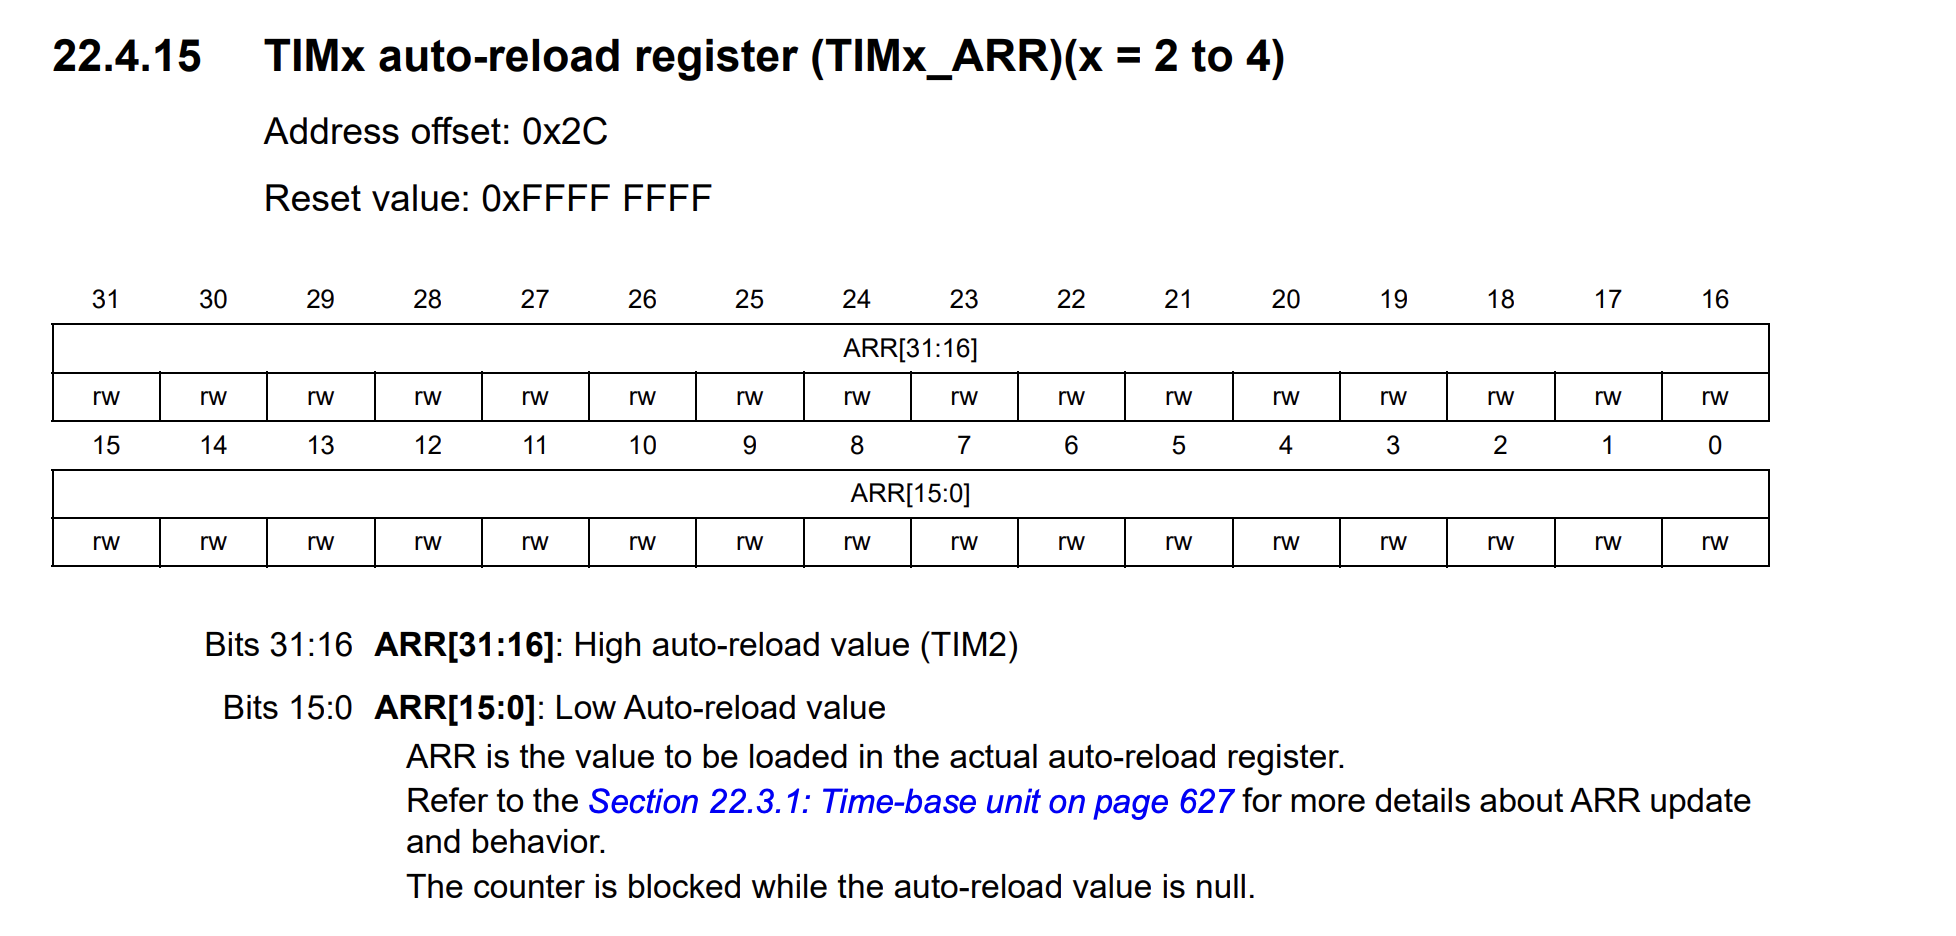 22.4.15 TIMx auto-reload register (TIMx_ARR)(x = 2 to 4)
Address offset: 0x2C
Reset value: 0xFFFF FFFF
31 30 29 28 27 26 25 24 23 22 21 20 19 18 17 16
ARR[31:16]
rw rw rw rw rw rw rw rw rw rw rw rw rw rw rw rw
15 14 13 12 11 10 9 8 7 6 5 4 3 2 1 0
ARR[15:0]
rw rw rw rw rw rw rw rw rw rw rw rw rw rw rw rw
Bits 31:16 ARR[31:16]: High auto-reload value (TIM2)
Bits 15:0 ARR[15:0]: Low Auto-reload value
ARR is the value to be loaded in the actual auto-reload register.
Refer to the Section 22.3.1: Time-base unit on page 627 for more details about ARR update
and behavior.
The counter is blocked while the auto-reload value is null.